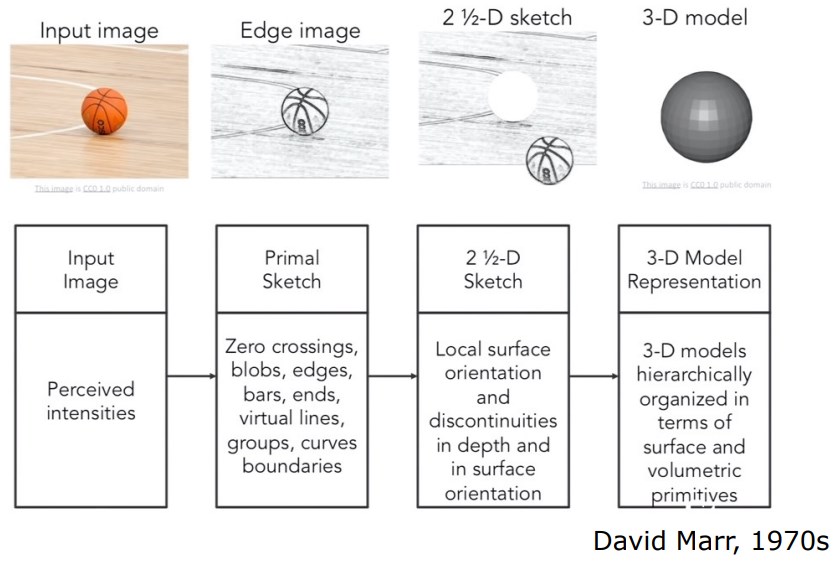 Input image
Edge image
2 ½-D sketch
3-D model
This image is CC0 1.0 public domain
This image is CC0 1.0 public domain
Input
Image
Primal
Sketch
2 ½-D
Sketch
3-D Model
Representation
Perceived
intensities
Zero crossings,
blobs, edges,
bars, ends,
virtual lines,
groups, curves
boundaries
Local surface
orientation
and
discontinuities
in depth and
in surface
orientation
3-D models
hierarchically
organized in
terms of
surface and
volumetric
primitives
David Marr, 1970s